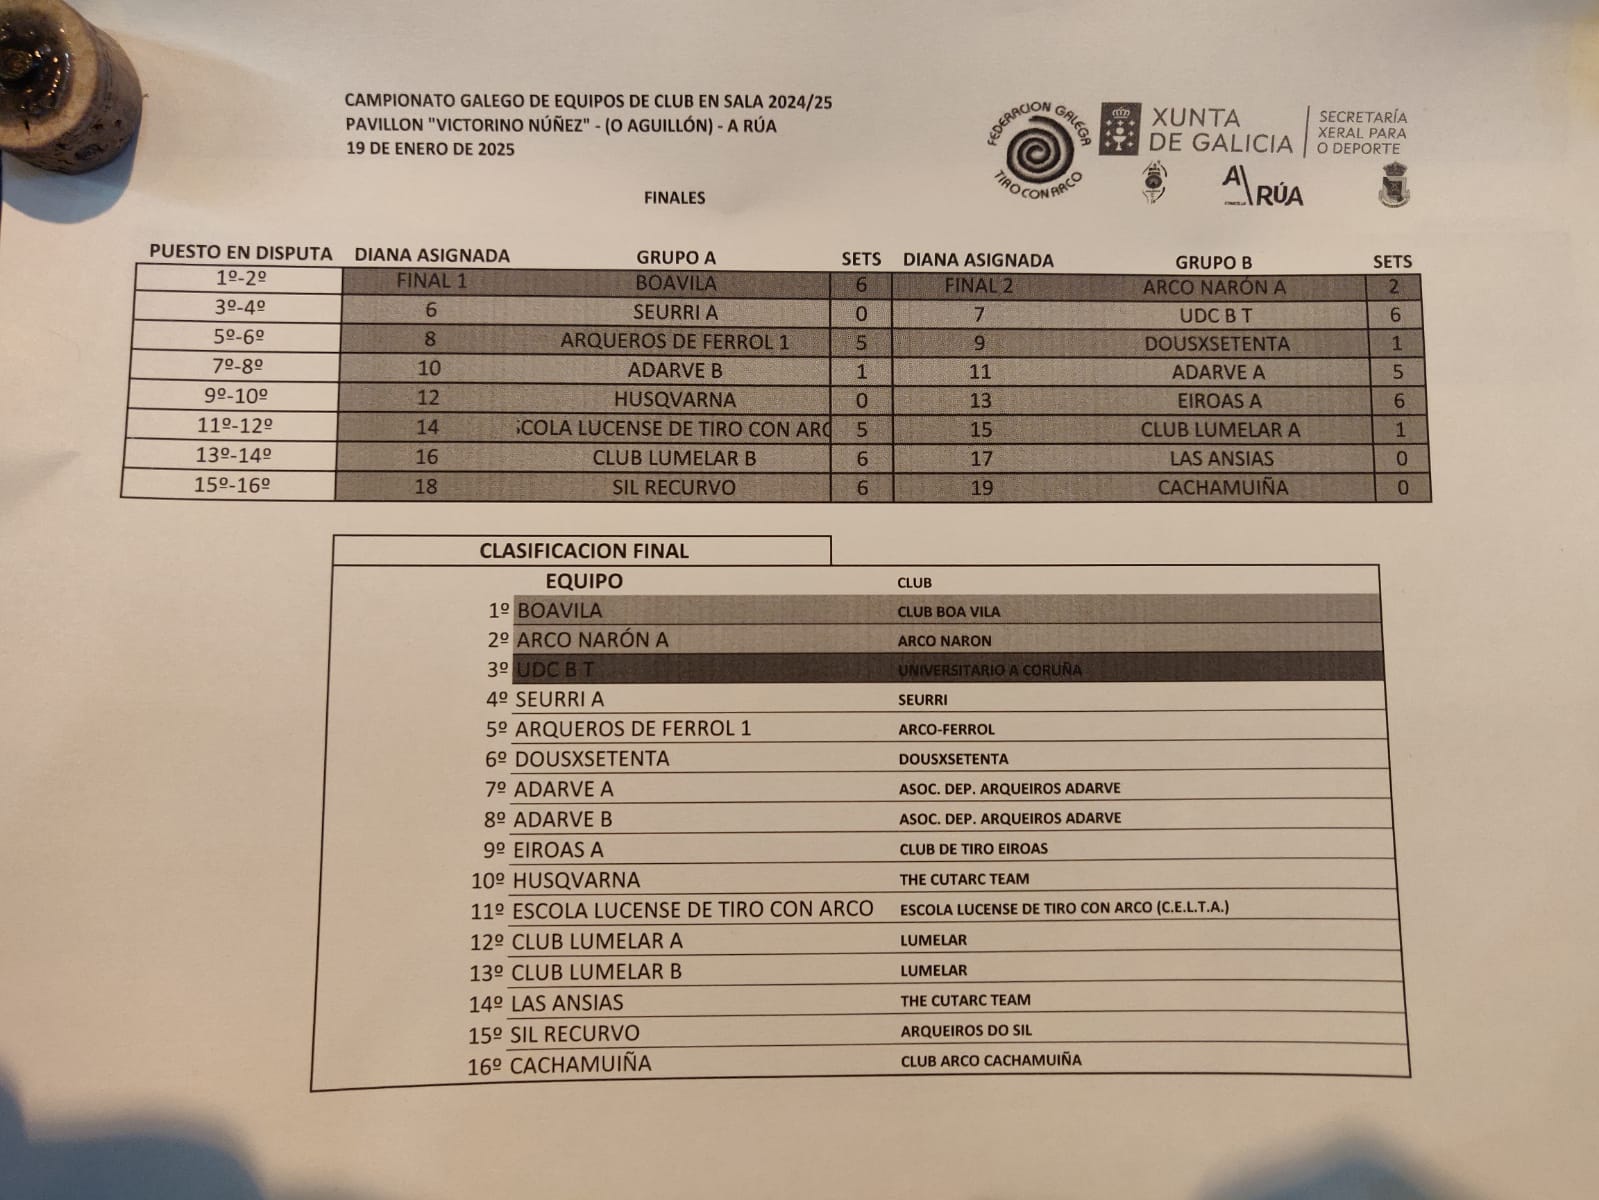 CAMPIONATO GALEGO DE EQUIPOS DE CLUB EN SALA 2024/25
PAVILLON "VICTORINO NÚÑEZ" - (O AGUILLÓN) - A RÚA
19 DE ENERO DE 2025
FEDERACION GALEGA
TIRO CON ARCO
XUNTA
DE GALICIA
SECRETARÍA
XERAL PARA
O DEPORTE
A RÚA
FINALES
PUESTO EN DISPUTA DIANA ASIGNADA GRUPO A SETS DIANA ASIGNADA GRUPO B SETS
1º-2º FINAL 1 BOAVILA 6 FINAL 2 ARCO NARÓN A 2
3º-4º 6 SEURRI A 0 7 UDC B T 6
5º-6º 8 ARQUEROS DE FERROL 1 5 9 DOUSXSETENTA 1
7º-8º 10 ADARVE B 1 11 ADARVE A 5
9º-10º 12 HUSQVARNA 0 13 EIROAS A 6
11º-12º 14 SCOLA LUCENSE DE TIRO CON ARC 5 15 CLUB LUMELAR A 1
13º-14º 16 CLUB LUMELAR B 6 17 LAS ANSIAS 0
15º-16º 18 SIL RECURVO 6 19 CACHAMUIÑA 0
CLASIFICACION FINAL
EQUIPO CLUB
1º BOAVILA CLUB BOA VILA
2º ARCO NARÓN A ARCO NARON
3º UDC B T UNIVERSITARIO A CORUÑA
4º SEURRI A SEURRI
5º ARQUEROS DE FERROL 1 ARCO-FERROL
6º DOUSXSETENTA DOUSXSETENTA
7º ADARVE A ASOC. DEP. ARQUEIROS ADARVE
8º ADARVE B ASOC. DEP. ARQUEIROS ADARVE
9º EIROAS A CLUB DE TIRO EIROAS
10º HUSQVARNA THE CUTARC TEAM
11º ESCOLA LUCENSE DE TIRO CON ARCO ESCOLA LUCENSE DE TIRO CON ARCO (C.E.L.T.A.)
12º CLUB LUMELAR A LUMELAR
13º CLUB LUMELAR B LUMELAR
14º LAS ANSIAS THE CUTARC TEAM
15º SIL RECURVO ARQUEIROS DO SIL
16º CACHAMUIÑA CLUB ARCO CACHAMUIÑA